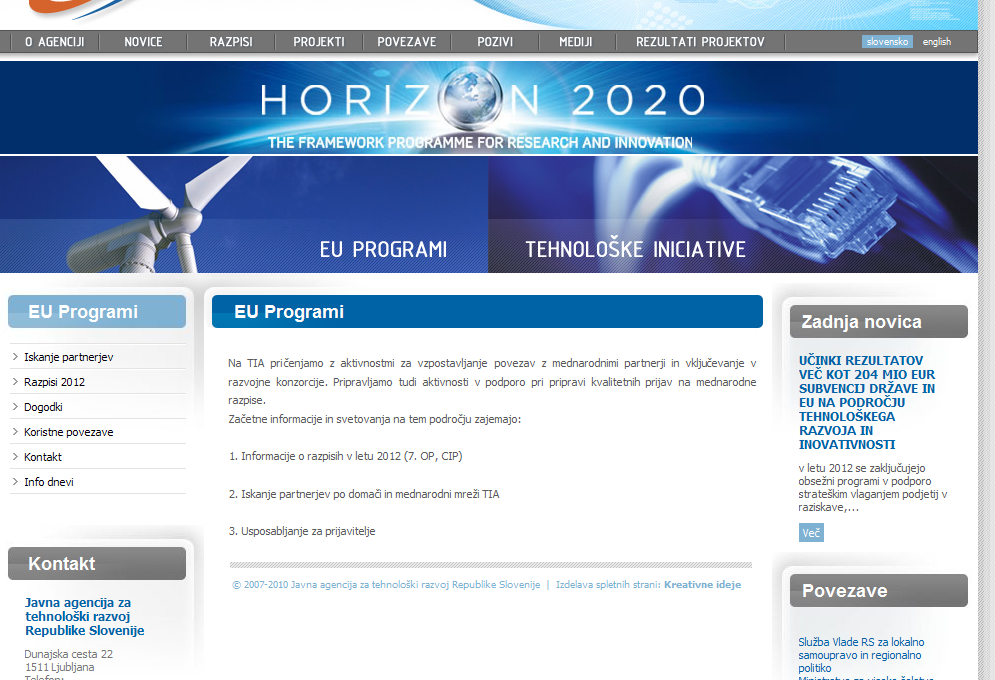 O AGENCIJI NOVICE RAZPISI PROJEKTI POVEZAVE POZIVI MEDIJI REZULTATI PROJEKTOV slovensko english
HORIZON 2020
THE FRAMEWORK PROGRAMME FOR RESEARCH AND INNOVATION
EU PROGRAMI
TEHNOLOŠKE INICIATIVE
EU Programi
Iskanje partnerjev
Razpisi 2012
Dogodki
Koristne povezave
Kontakt
Info dnevi
Kontakt
Javna agencija za
tehnološki razvoj
Republike Slovenije
Dunajska cesta 22
1511 Ljubljana
Telefon:
EU Programi
Na TIA pričenjamo z aktivnostmi za vzpostavljanje povezav z mednarodnimi partnerji in vključevanje v
razvojne konzorcije. Pripravljamo tudi aktivnosti v podporo pri pripravi kvalitetnih prijav na mednarodne
razpise.
Začetne informacije in svetovanja na tem področju zajemajo:
1. Informacije o razpisih v letu 2012 (7. OP, CIP)
2. Iskanje partnerjev po domači in mednarodni mreži TIA
3. Usposabljanje za prijavitelje
© 2007-2010 Javna agencija za tehnološki razvoj Republike Slovenije | Izdelava spletnih strani: Kreativne ideje
Zadnja novica
UČINKI REZULTATOV
VEČ KOT 204 MIO EUR
SUBVENCIJ DRŽAVE IN
EU NA PODROČJU
TEHNOLOŠKEGA
RAZVOJA IN
INOVATIVNOSTI
v letu 2012 se zaključujejo
obsežni programi v podporo
strateškim vlaganjem podjetij v
raziskave,...
Več
Povezave
Služba Vlade RS za lokalno
samoupravo in regionalno
politiko
Ministrstvo za visoko šolstvo